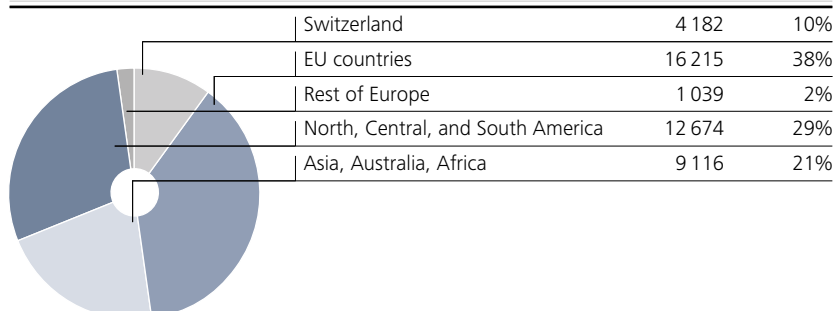 Switzerland 4 182 10%
EU countries 16 215 38%
Rest of Europe 1 039 2%
North, Central, and South America 12 674 29%
Asia, Australia, Africa 9 116 21%